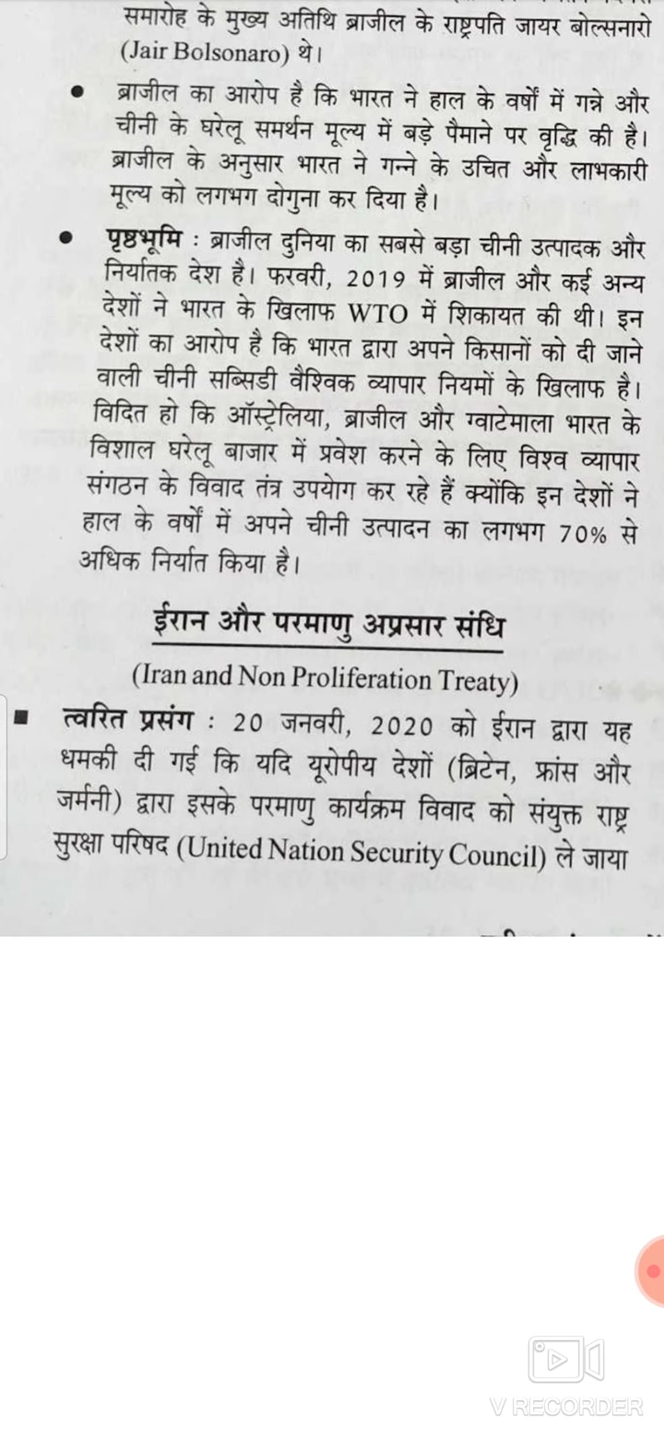 समारोह के मुख्य अतिथि ब्राजील के राष्ट्रपति जायर बोल्सनारो
(Jair Bolsonaro) थे।
● ब्राजील का आरोप है कि भारत ने हाल के वर्षों में गन्ने और
चीनी के घरेलू समर्थन मूल्य में बड़े पैमाने पर वृद्धि की है।
ब्राजील के अनुसार भारत ने गन्ने के उचित और लाभकारी
मूल्य को लगभग दोगुना कर दिया है।
● पृष्ठभूमि : ब्राजील दुनिया का सबसे बड़ा चीनी उत्पादक और
निर्यातक देश है। फरवरी, 2019 में ब्राजील और कई अन्य
देशों ने भारत के खिलाफ WTO में शिकायत की थी। इन
देशों का आरोप है कि भारत द्वारा अपने किसानों को दी जाने
वाली चीनी सब्सिडी वैश्विक व्यापार नियमों के खिलाफ है।
विदित हो कि ऑस्ट्रेलिया, ब्राजील और ग्वाटेमाला भारत के
विशाल घरेलू बाजार में प्रवेश करने के लिए विश्व व्यापार
संगठन के विवाद तंत्र उपयोग कर रहे हैं क्योंकि इन देशों ने
हाल के वर्षों में अपने चीनी उत्पादन का लगभग 70% से
अधिक निर्यात किया है।
ईरान और परमाणु अप्रसार संधि
(Iran and Non Proliferation Treaty)
■ त्वरित प्रसंग : 20 जनवरी, 2020 को ईरान द्वारा यह
धमकी दी गई कि यदि यूरोपीय देशों (ब्रिटेन, फ्रांस और
जर्मनी) द्वारा इसके परमाणु कार्यक्रम विवाद को संयुक्त राष्ट्र
सुरक्षा परिषद (United Nation Security Council) ले जाया
V RECORDER